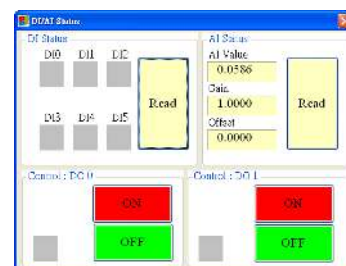 DI/AI Status
DI Status
DI0 DI1 DI2
Read
DI3 DI4 DI5
AI Status
AI Value
0.0586
Gain
1.0000
Read
Offset
0.0000
Control : DO 0
ON
OFF
Control : DO 1
ON
OFF